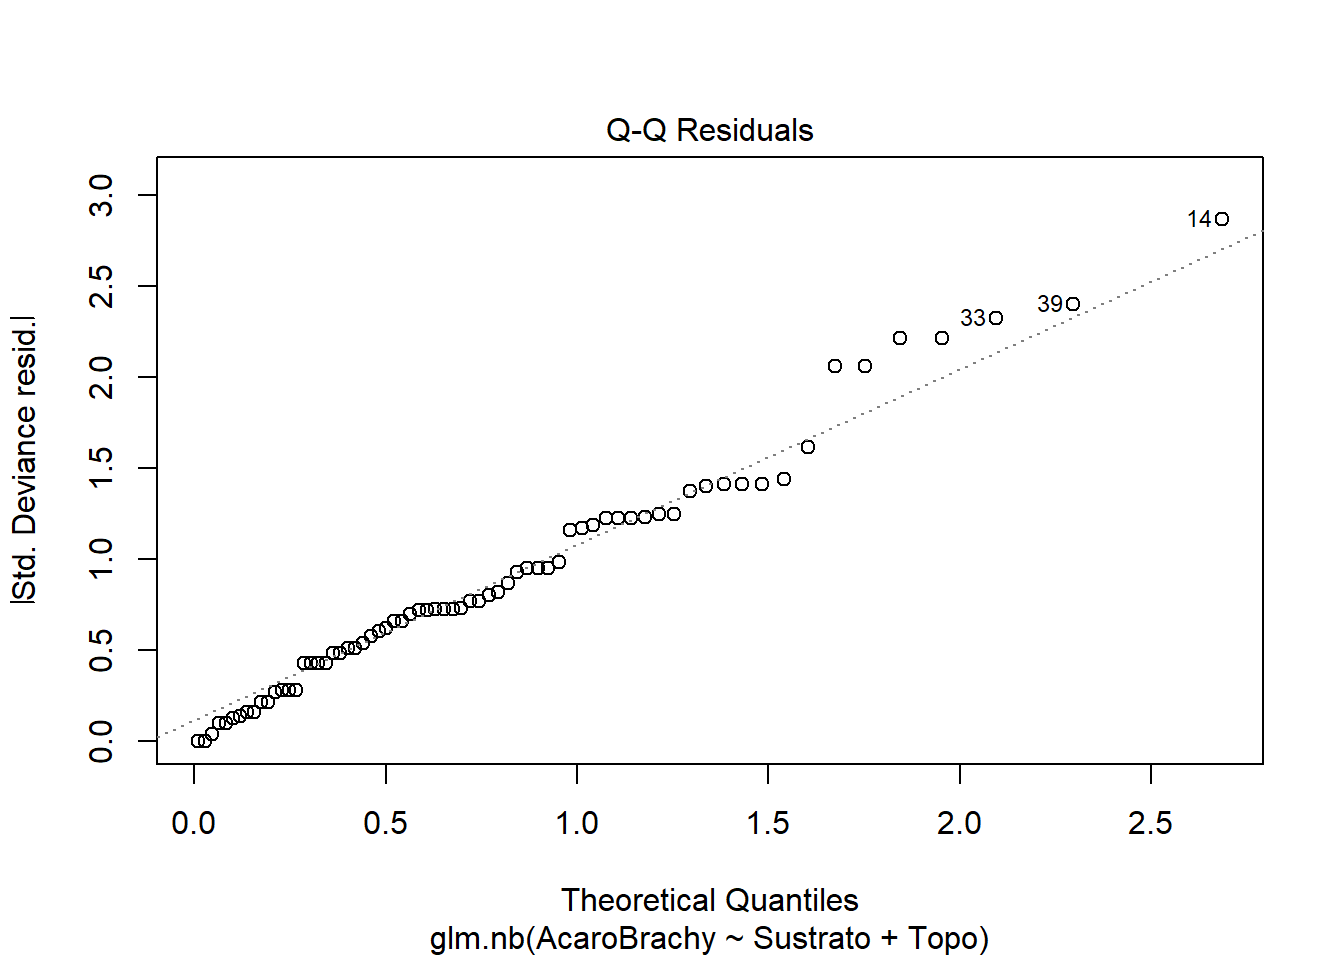 Q-Q Residuals
|Std. Deviance resid.|
3.0
2.5
2.0
1.5
1.0
0.5
0.0
14
39
33
0.0 0.5 1.0 1.5 2.0 2.5
Theoretical Quantiles
glm.nb(AcaroBrachy ~ Sustrato + Topo)